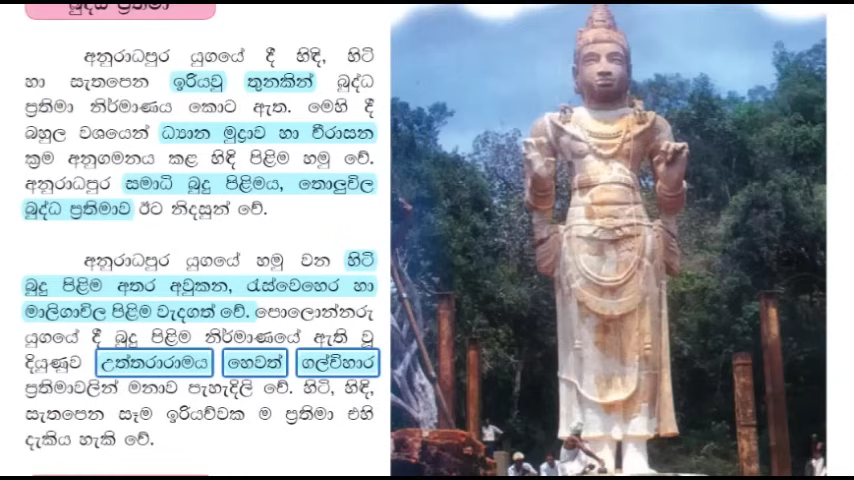 බුද්ධ ප්‍රතිමා
අනුරාධපුර යුගයේ දී හිඳි, හිටි
හා සැතපෙන ඉරියවු තුනකින් බුද්ධ
ප්‍රතිමා නිර්මාණය කොට ඇත. මෙහි දී
බහුල වශයෙන් ධ්‍යාන මුද්‍රාව හා වීරාසන
ක්‍රම අනුගමනය කළ හිඳි පිළිම හමු වේ.
අනුරාධපුර සමාධි බුදු පිළිමය, තොලුවිල
බුද්ධ ප්‍රතිමාව ඊට නිදසුන් වේ.
අනුරාධපුර යුගයේ හමු වන හිටි
බුදු පිළිම අතර අවුකන, රැස්වෙහෙර හා
මාලිගාවිල පිළිම වැදගත් වේ. පොලොන්නරු
යුගයේ දී බුදු පිළිම නිර්මාණයේ ඇති වූ
දියුණුව උත්තරාරාමය හෙවත් ගල්විහාර
ප්‍රතිමාවලින් මනාව පැහැදිලි වේ. හිටි, හිඳි,
සැතපෙන සෑම ඉරියව්වක ම ප්‍රතිමා එහි
දැකිය හැකි වේ.